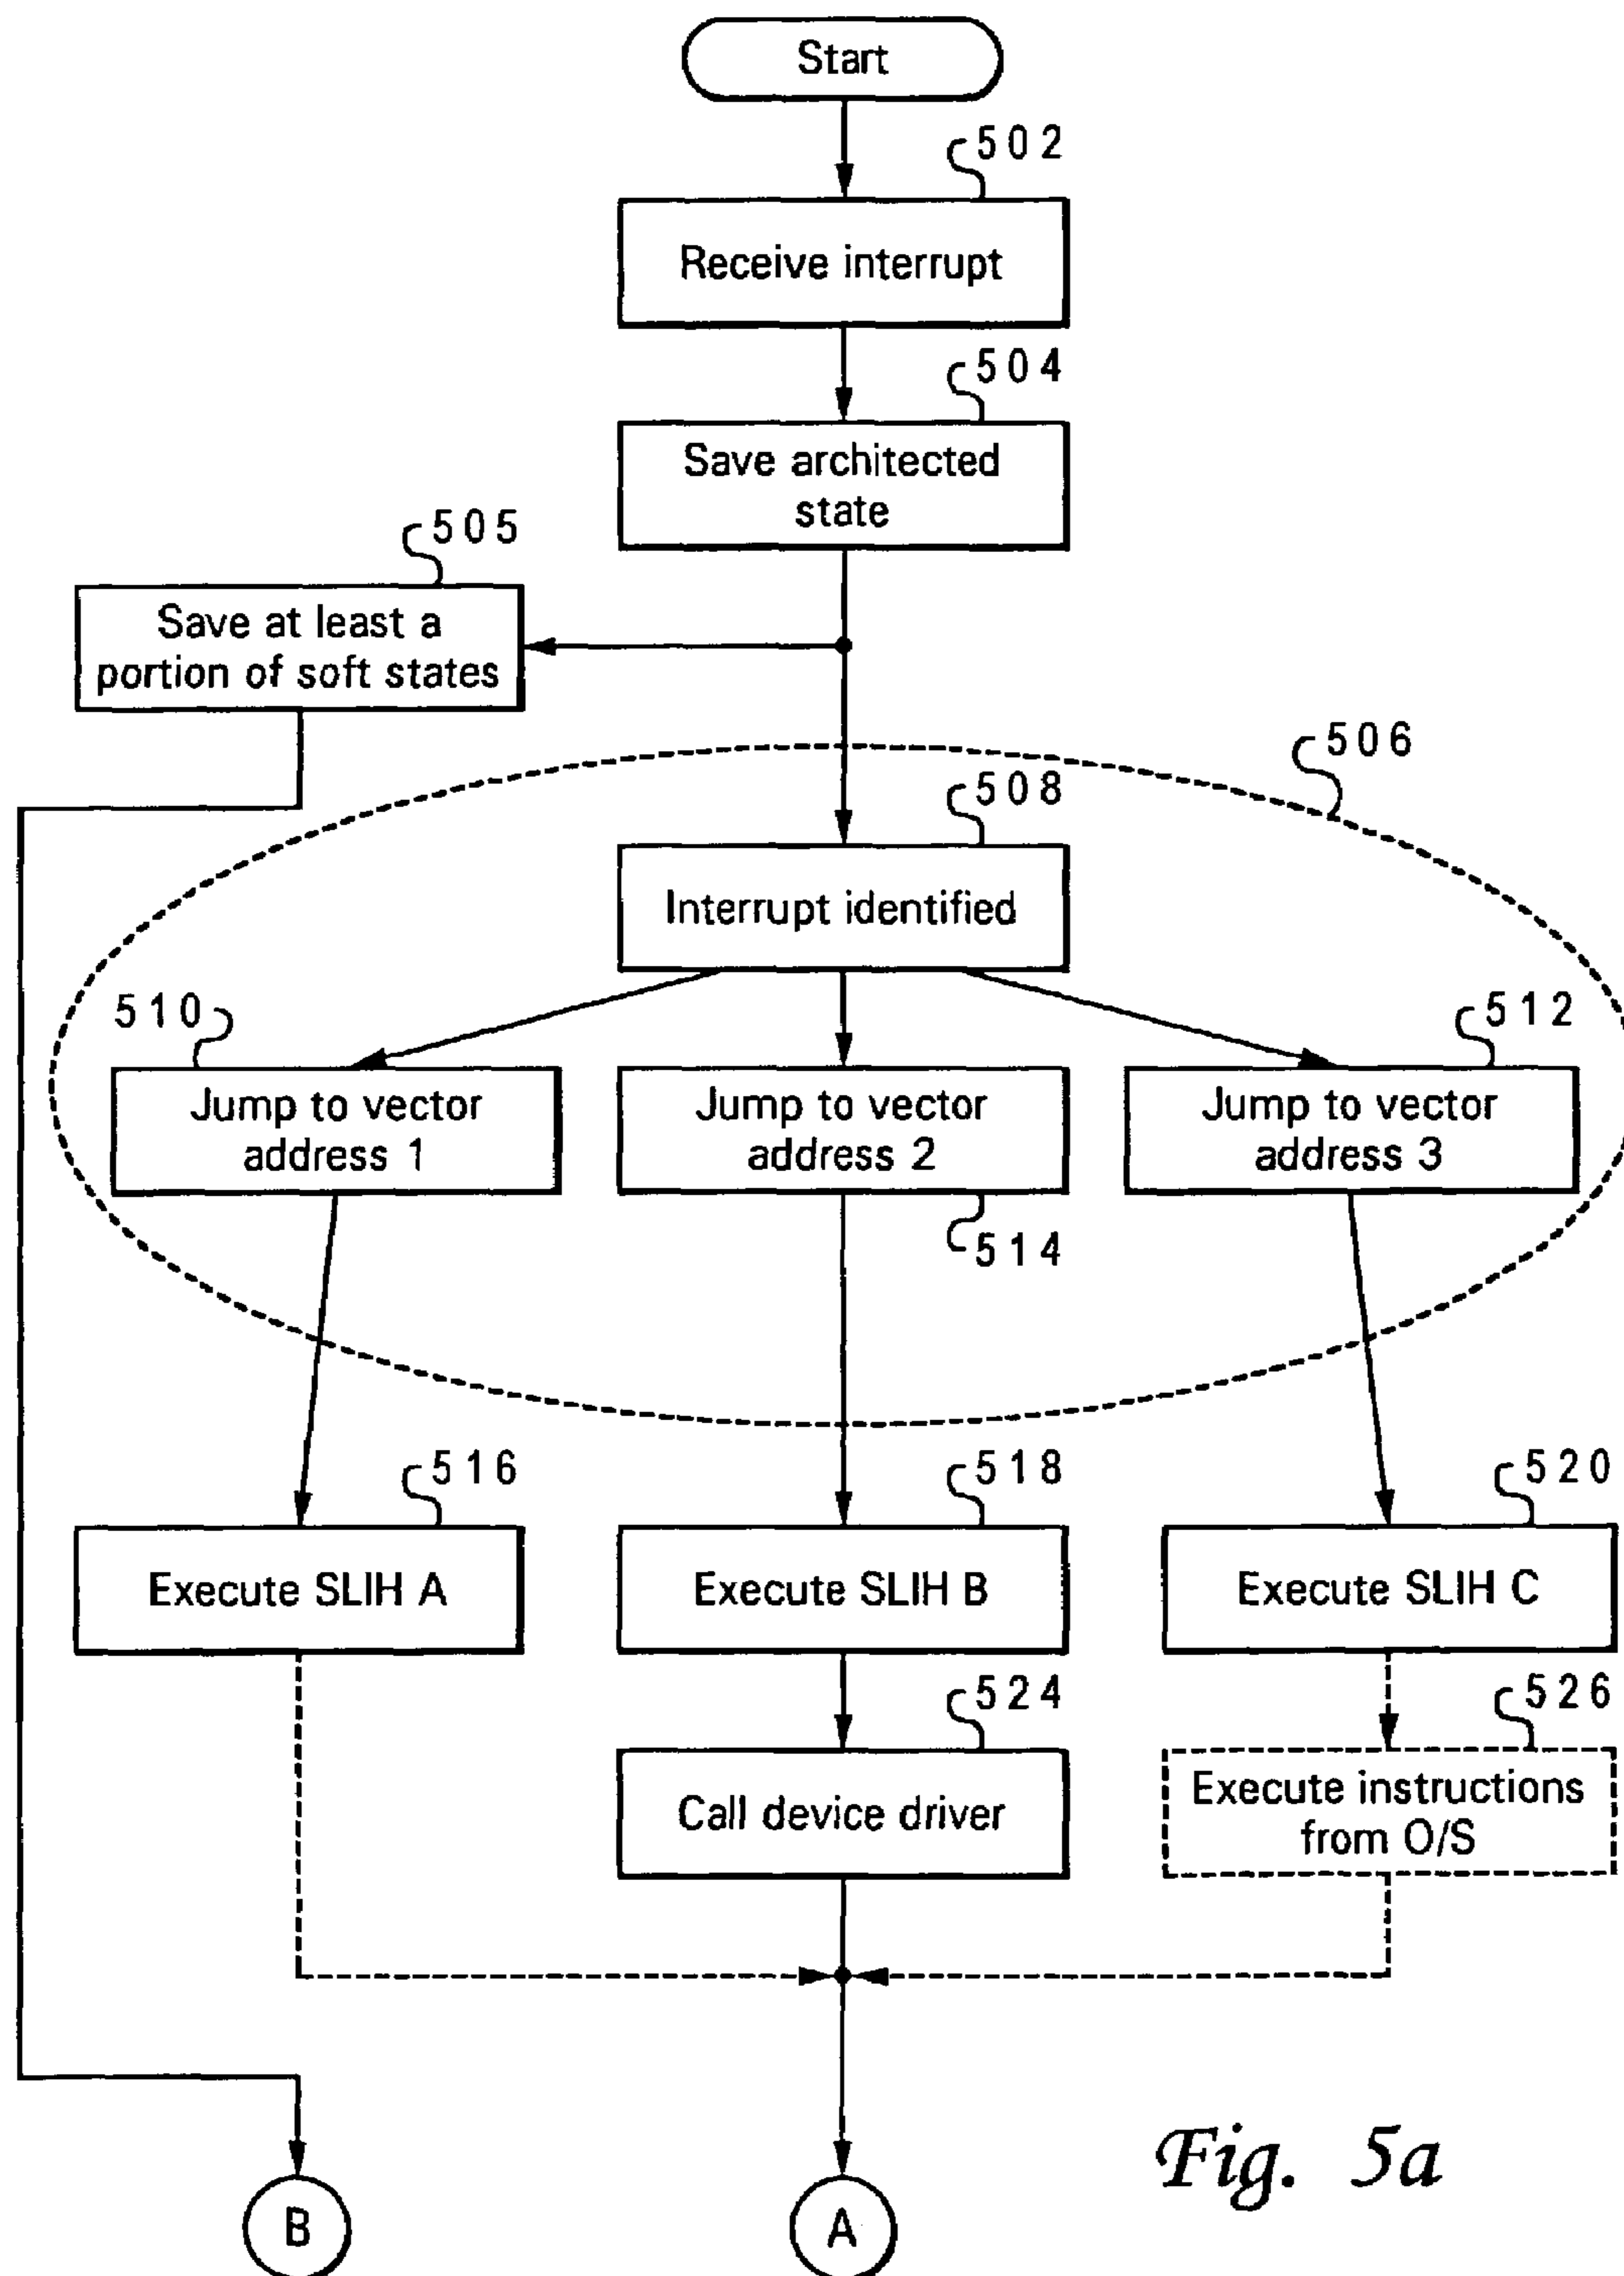 Start
502
Receive interrupt
504
Save architected
state
505
Save at least a
portion of soft states
506
508
Interrupt identified
510
512
Jump to vector
address 1
Jump to vector
address 2
Jump to vector
address 3
514
516
518
520
Execute SLIH A
Execute SLIH B
Execute SLIH C
524
526
Call device driver
Execute instructions
from O/S
B
A
Fig. 5a